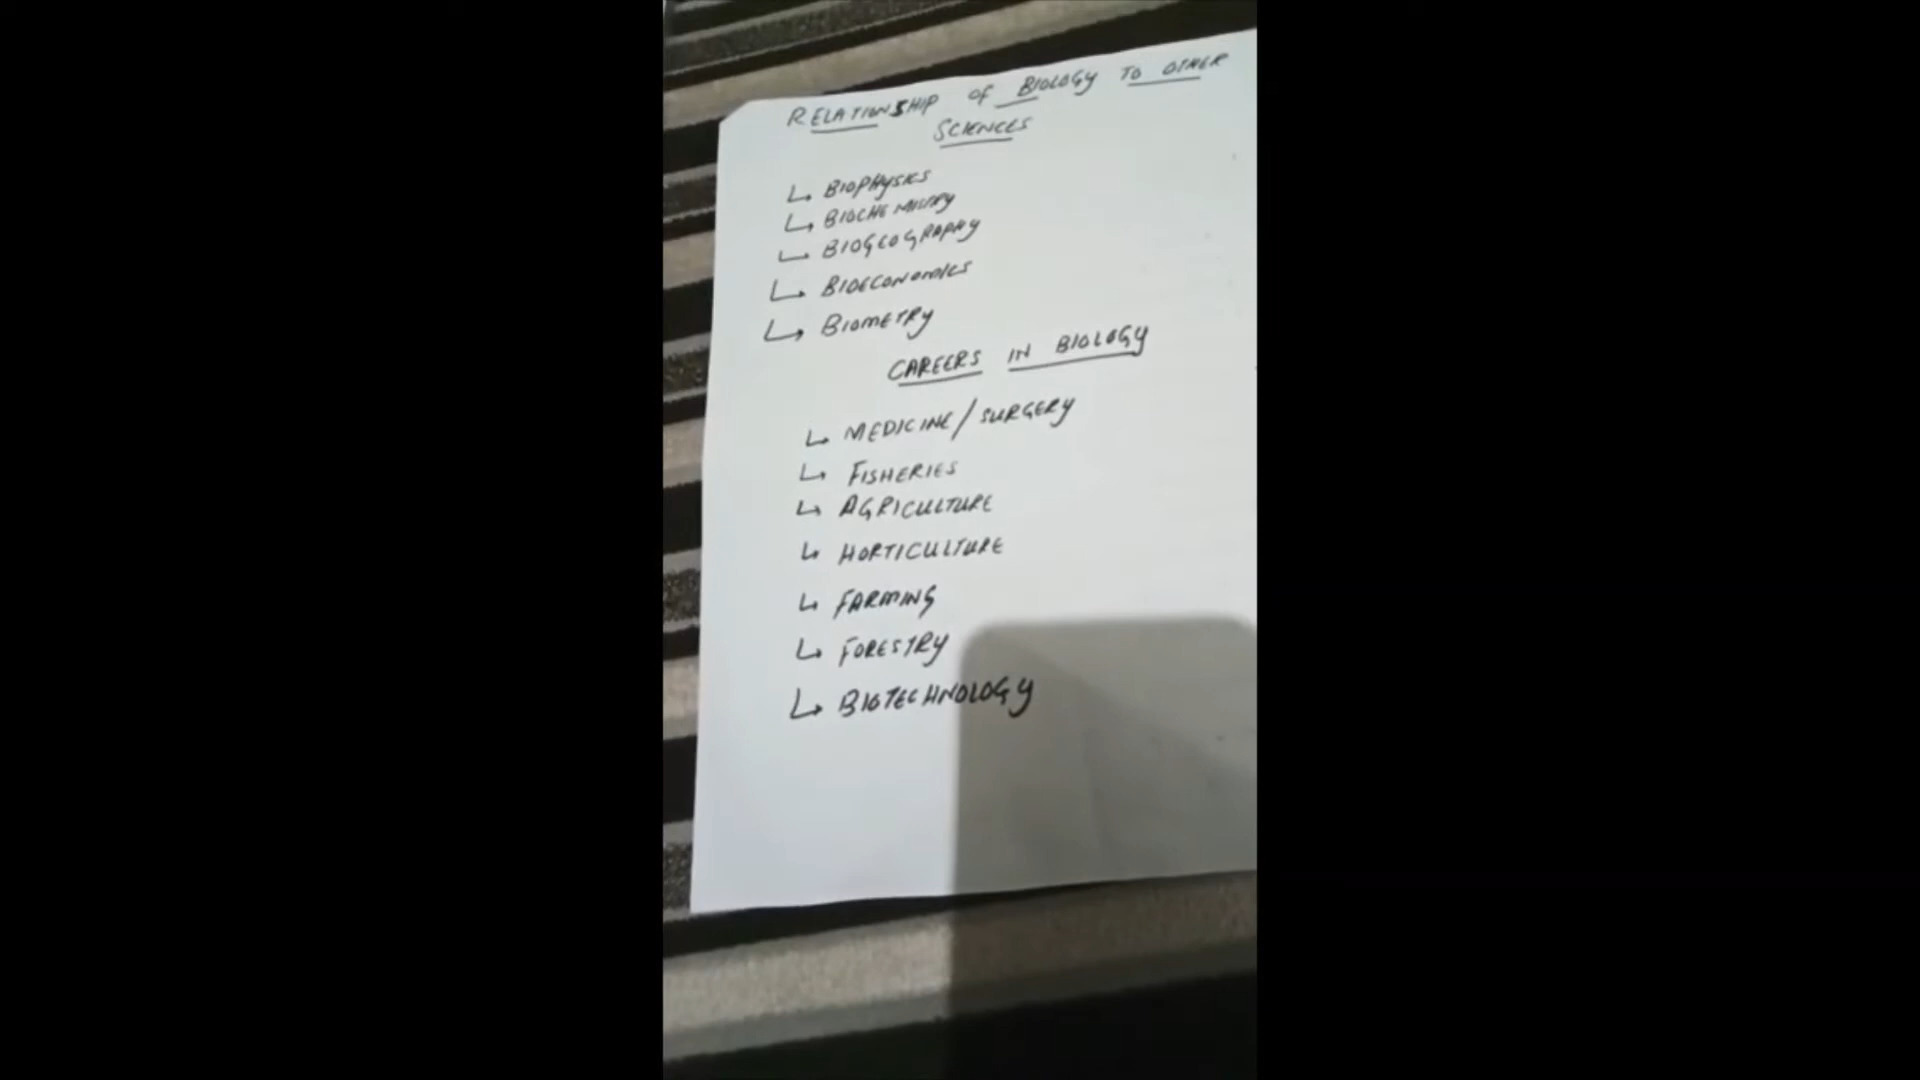 RELATIONSHIP OF BIOLOGY TO OTHER
SCIENCES
↳ BIOPHYSICS
↳ BIOCHEMISTRY
↳ BIOGEOGRAPHY
↳ BIOECONOMICS
↳ BIOMETRY
CAREERS IN BIOLOGY
↳ MEDICINE/SURGERY
↳ FISHERIES
↳ AGRICULTURE
↳ HORTICULTURE
↳ FARMING
↳ FORESTRY
↳ BIOTECHNOLOGY